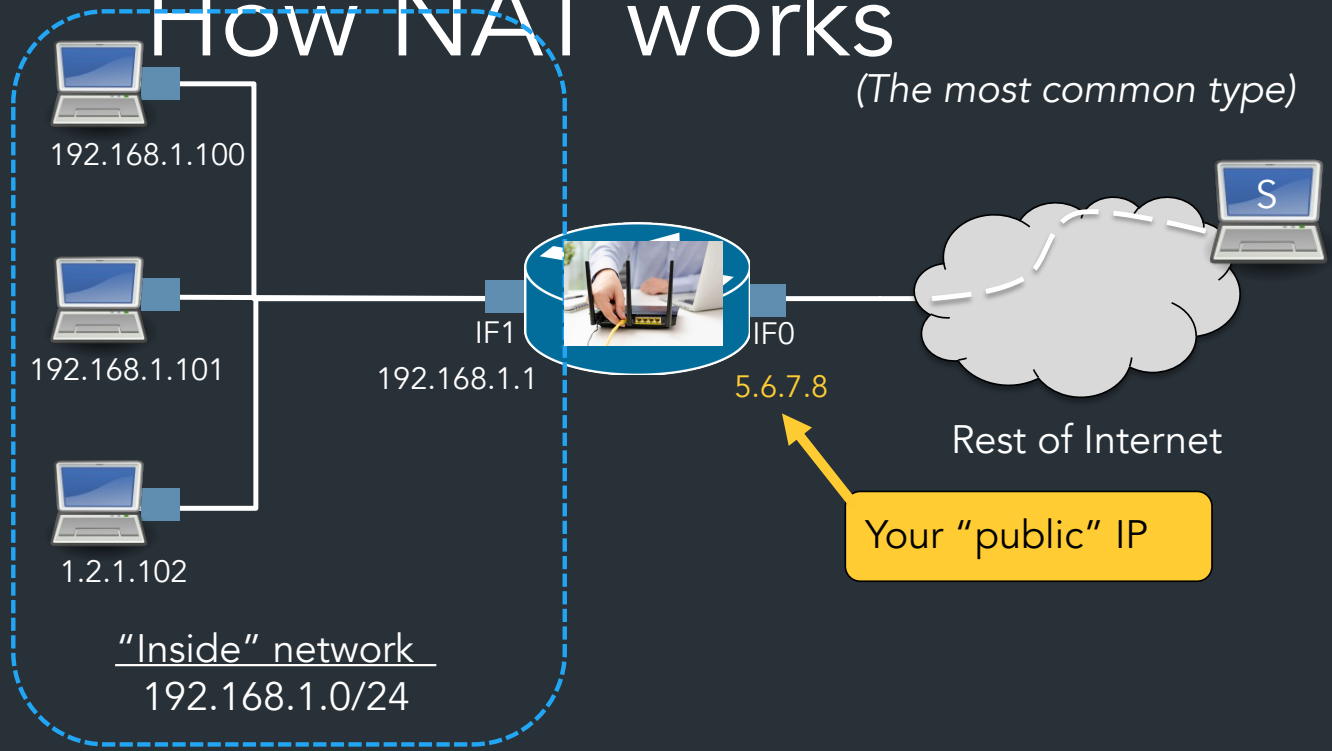 How NAT works
(The most common type)
192.168.1.100
S
192.168.1.101
IF1
192.168.1.1
IF0
5.6.7.8
Rest of Internet
Your “public” IP
1.2.1.102
“Inside” network
192.168.1.0/24